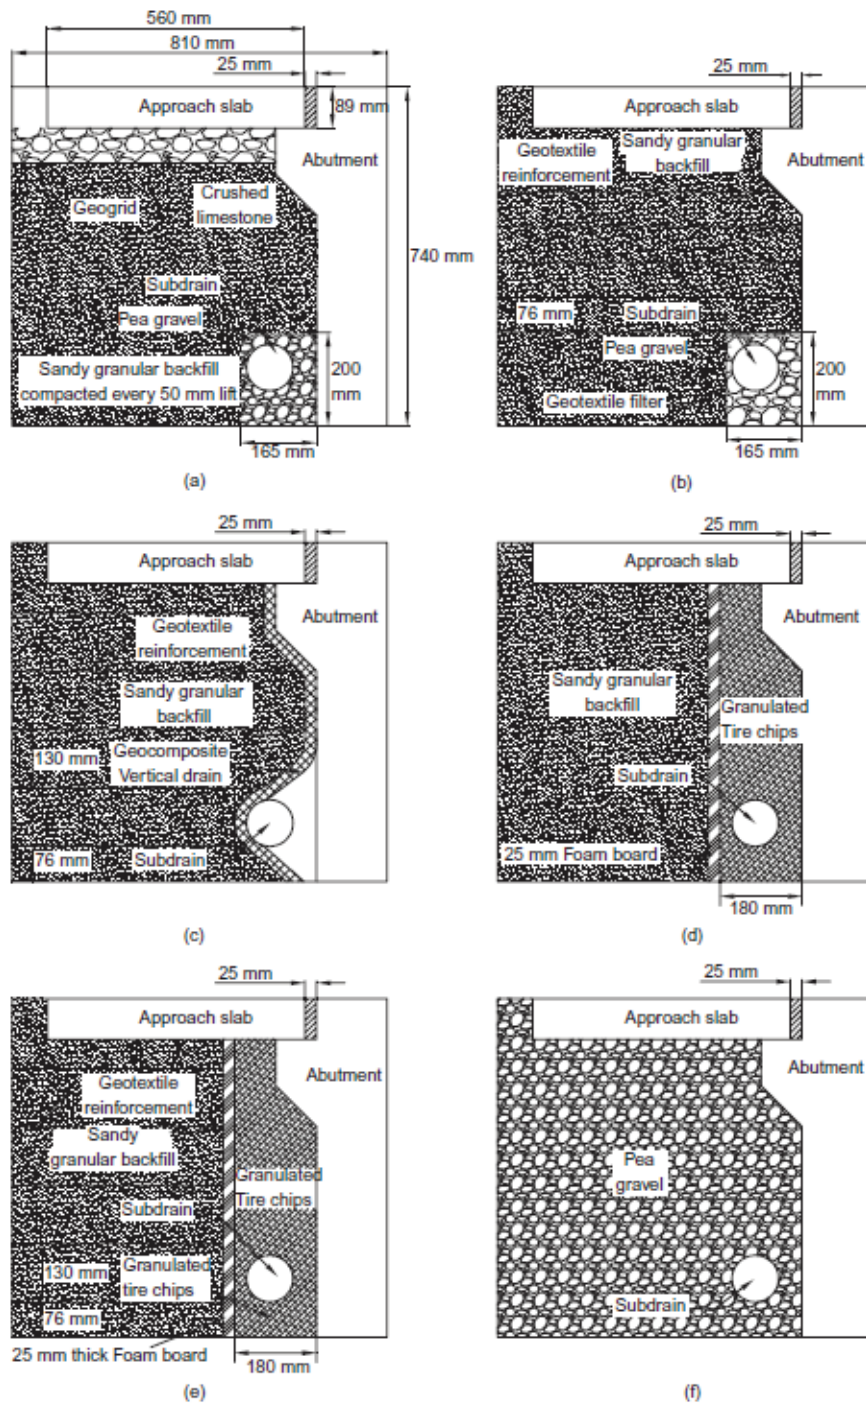 560 mm
810 mm
25 mm
Approach slab
89 mm
Abutment
Geogrid
Crushed
limestone
740 mm
Subdrain
Pea gravel
Sandy granular backfill
compacted every 50 mm lift
200
mm
165 mm
(a)
25 mm
Approach slab
Geotextile
reinforcement
Sandy granular
backfill
Abutment
76 mm
Subdrain
Pea gravel
Geotextile filter
200
mm
165 mm
(b)
25 mm
Approach slab
Abutment
Geotextile
reinforcement
Sandy granular
backfill
130 mm
Geocomposite
Vertical drain
76 mm
Subdrain
(c)
25 mm
Approach slab
Abutment
Sandy granular
backfill
Granulated
Tire chips
Subdrain
25 mm Foam board
180 mm
(d)
25 mm
Approach slab
Abutment
Geotextile
reinforcement
Sandy
granular backfill
Granulated
Tire chips
Subdrain
130 mm
Granulated
tire chips
76 mm
25 mm thick Foam board
180 mm
(e)
25 mm
Approach slab
Abutment
Pea
gravel
Subdrain
(f)